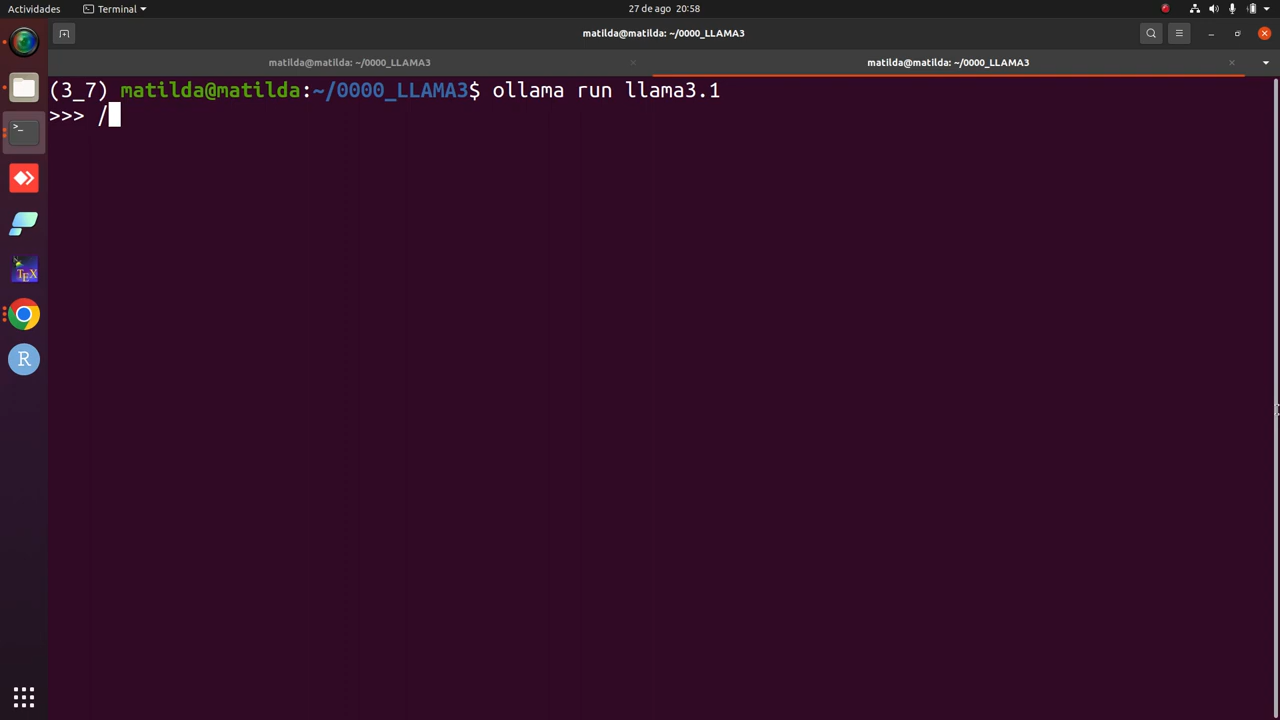 Actividades
Terminal
27 de ago 20:58
matilda@matilda: ~/0000_LLAMA3
matilda@matilda: ~/0000_LLAMA3
matilda@matilda: ~/0000_LLAMA3
(3_7) matilda@matilda:~/0000_LLAMA3$ ollama run llama3.1
>>> /
>_
TEX
R